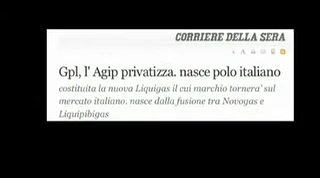 CORRIERE DELLA SERA
Gpl, l' Agip privatizza. nasce polo italiano
costituita la nuova Liquigas il cui marchio tornera' sul
mercato italiano. nasce dalla fusione tra Novogas e
Liquipibigas